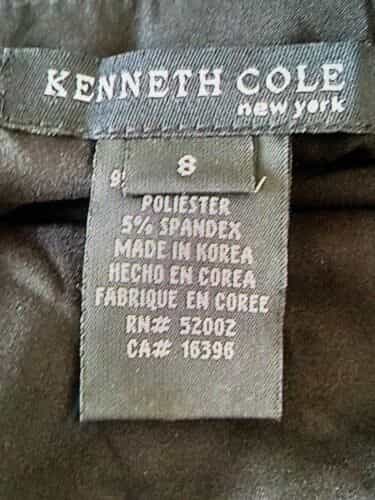 KENNETH COLE
new york
8
POLIESTER
5% SPANDEX
MADE IN KOREA
HECHO EN COREA
FABRIQUE EN COREE
RN# 52002
CA# 16396